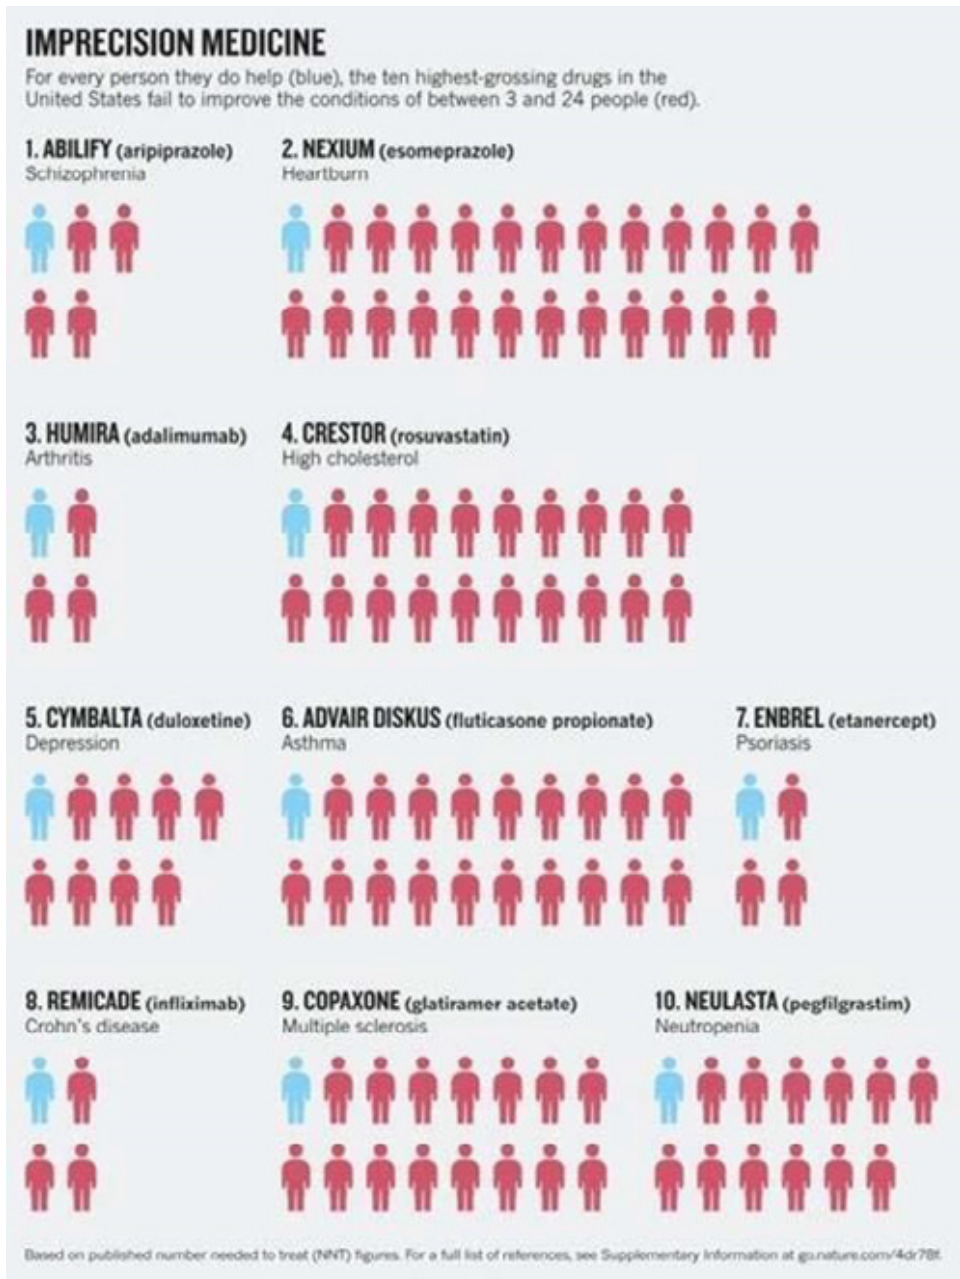 IMPRECISION MEDICINE
For every person they do help (blue), the ten highest-grossing drugs in the
United States fail to improve the conditions of between 3 and 24 people (red).
1. ABILIFY (aripiprazole)
Schizophrenia
2. NEXIUM (esomeprazole)
Heartburn
3. HUMIRA (adalimumab)
Arthritis
4. CRESTOR (rosuvastatin)
High cholesterol
5. CYMBALTA (duloxetine)
Depression
6. ADVAIR DISKUS (fluticasone propionate)
Asthma
7. ENBREL (etanercept)
Psoriasis
8. REMICADE (infliximab)
Crohn's disease
9. COPAXONE (glatiramer acetate)
Multiple sclerosis
10. NEULASTA (pegfilgrastim)
Neutropenia
Based on published number needed to treat (NNT) figures. For a full list of references, see Supplementary Information at go.nature.com/4dr78f.